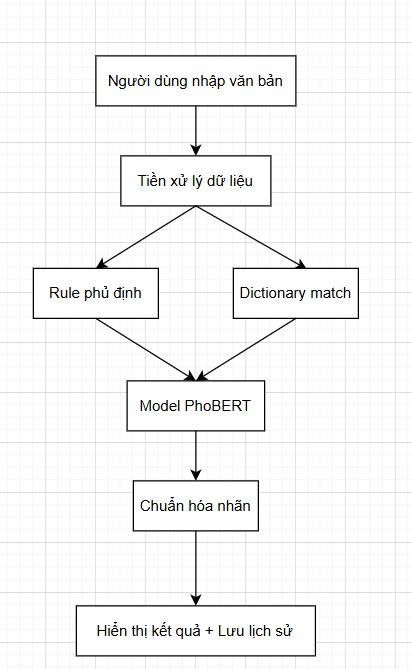 Người dùng nhập văn bản
Tiền xử lý dữ liệu
Rule phủ định
Dictionary match
Model PhoBERT
Chuẩn hóa nhãn
Hiển thị kết quả + Lưu lịch sử